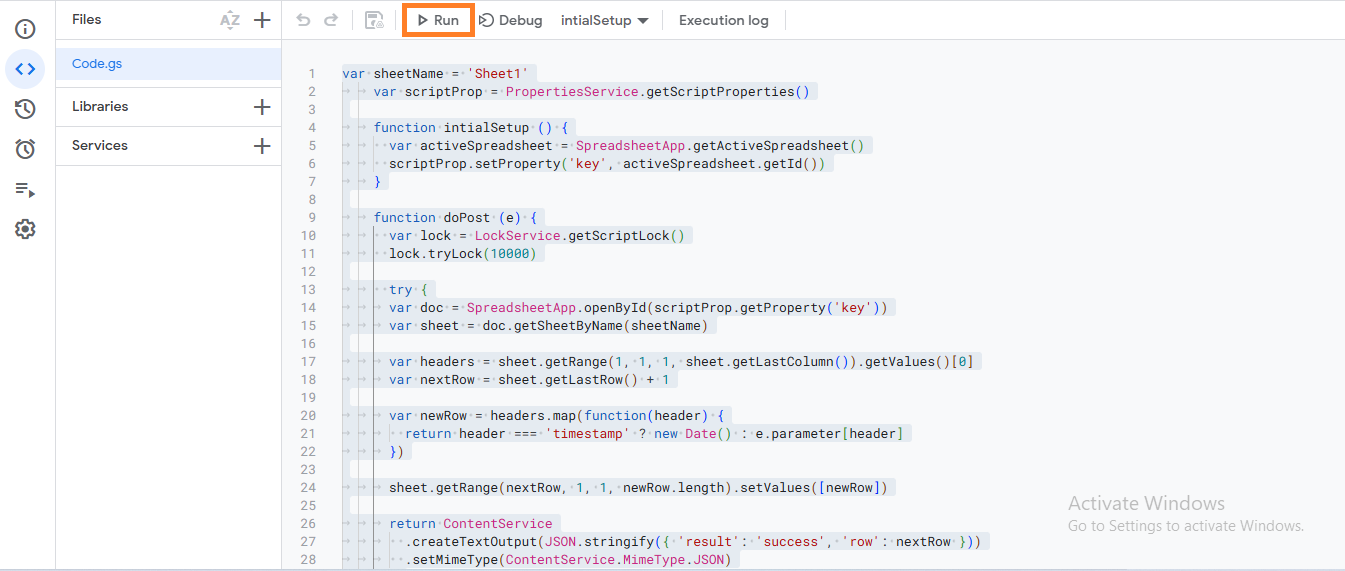 Files
AZ
Run
Debug
intialSetup
Execution log
Code.gs
Libraries
Services
1 var sheetName = 'Sheet1'
2 var scriptProp = PropertiesService.getScriptProperties()
3
4 function intialSetup () {
5 var activeSpreadsheet = SpreadsheetApp.getActiveSpreadsheet()
6 scriptProp.setProperty('key', activeSpreadsheet.getId())
7 }
8
9 function doPost (e) {
10 var lock = LockService.getScriptLock()
11 lock.tryLock(10000)
12
13 try {
14 var doc = SpreadsheetApp.openById(scriptProp.getProperty('key'))
15 var sheet = doc.getSheetByName(sheetName)
16
17 var headers = sheet.getRange(1, 1, 1, sheet.getLastColumn()).getValues()[0]
18 var nextRow = sheet.getLastRow() + 1
19
20 var newRow = headers.map(function(header) {
21 return header === 'timestamp' ? new Date() : e.parameter[header]
22 })
23
24 sheet.getRange(nextRow, 1, 1, newRow.length).setValues([newRow])
25
26 return ContentService
27 .createTextOutput(JSON.stringify({ 'result': 'success', 'row': nextRow }))
28 .setMimeType(ContentService.MimeType.JSON)
Activate Windows
Go to Settings to activate Windows.